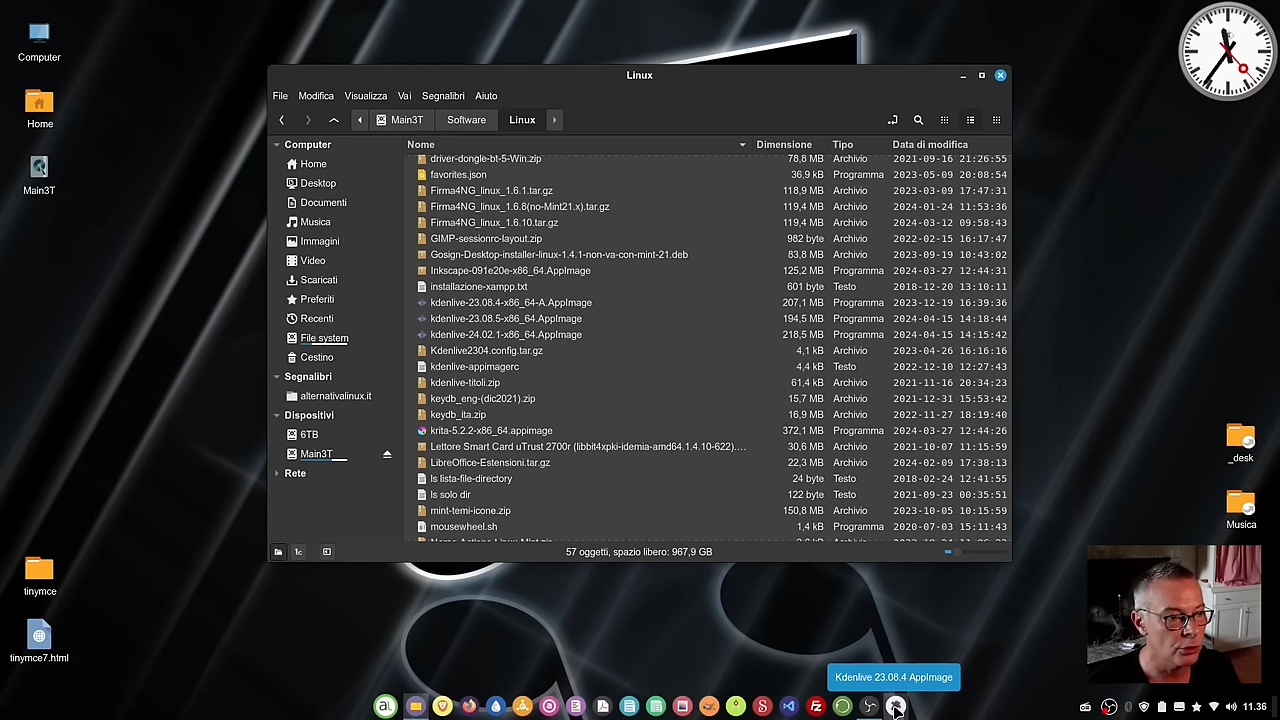 Computer
Home
Main3T
Linux
File Modifica Visualizza Vai Segnalibri Aiuto
Main3T Software Linux
Computer
Home
Desktop
Documenti
Musica
Immagini
Video
Scaricati
Preferiti
Recenti
File system
Cestino
Segnalibri
alternativalinux.it
Dispositivi
6TB
Main3T
Rete
Nome Dimensione Tipo Data di modifica
driver-dongle-bt-5-Win.zip 78,8 MB Archivio 2021-09-16 21:26:55
favorites.json 36,9 kB Programma 2023-05-09 20:08:54
Firma4NG_linux_1.6.1.tar.gz 118,9 MB Archivio 2023-03-09 17:47:31
Firma4NG_linux_1.6.8(no-Mint21.x).tar.gz 119,4 MB Archivio 2024-01-24 11:53:36
Firma4NG_linux_1.6.10.tar.gz 119,4 MB Archivio 2024-03-12 09:58:43
GIMP-sessionrc-layout.zip 982 byte Archivio 2022-02-15 16:17:47
Gosign-Desktop-installer-linux-1.4.1-non-va-con-mint-21.deb 83,8 MB Archivio 2023-09-19 10:43:02
Inkscape-091e20e-x86_64.AppImage 125,2 MB Programma 2024-03-27 12:44:31
installazione-xampp.txt 601 byte Testo 2018-12-20 13:10:11
kdenlive-23.08.4-x86_64-A.AppImage 207,1 MB Programma 2023-12-19 16:39:36
kdenlive-23.08.5-x86_64.AppImage 194,5 MB Programma 2024-04-15 14:18:44
kdenlive-24.02.1-x86_64.AppImage 218,5 MB Programma 2024-04-15 14:15:42
Kdenlive2304.config.tar.gz 4,1 kB Archivio 2023-04-26 16:16:16
kdenlive-appimagerc 4,4 kB Testo 2022-12-10 12:27:43
kdenlive-titoli.zip 61,4 kB Archivio 2021-11-16 20:34:23
keydb_eng-(dic2021).zip 15,7 MB Archivio 2021-12-31 15:53:42
keydb_ita.zip 16,9 MB Archivio 2022-11-27 18:19:40
krita-5.2.2-x86_64.appimage 372,1 MB Programma 2024-03-27 12:44:26
Lettore Smart Card uTrust 2700r (libbit4xpki-idemia-amd64.1.4.10-622).… 30,6 MB Archivio 2021-10-07 11:15:59
LibreOffice-Estensioni.tar.gz 22,3 MB Archivio 2024-02-09 17:38:13
ls lista-file-directory 24 byte Testo 2018-02-24 12:41:55
ls solo dir 122 byte Testo 2021-09-23 00:35:51
mint-temi-icone.zip 150,8 MB Archivio 2023-10-05 10:15:59
mousewheel.sh 1,4 kB Programma 2020-07-03 15:11:43
57 oggetti, spazio libero: 967,9 GB
_desk
Musica
tinymce
tinymce7.html
Kdenlive 23.08.4 AppImage
al
11.36